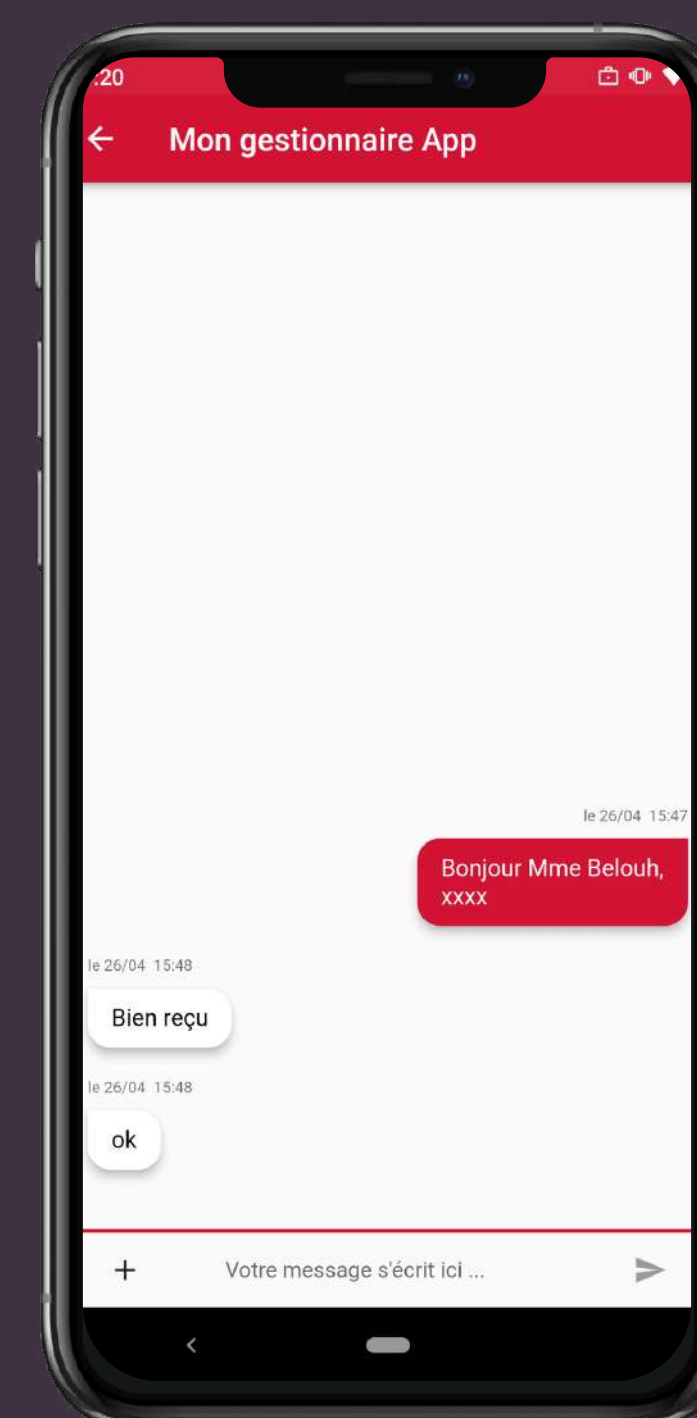 :20
Mon gestionnaire App
le 26/04 15:47
Bonjour Mme Belouh,
xxxx
le 26/04 15:48
Bien reçu
le 26/04 15:48
ok
Votre message s'écrit ici ...